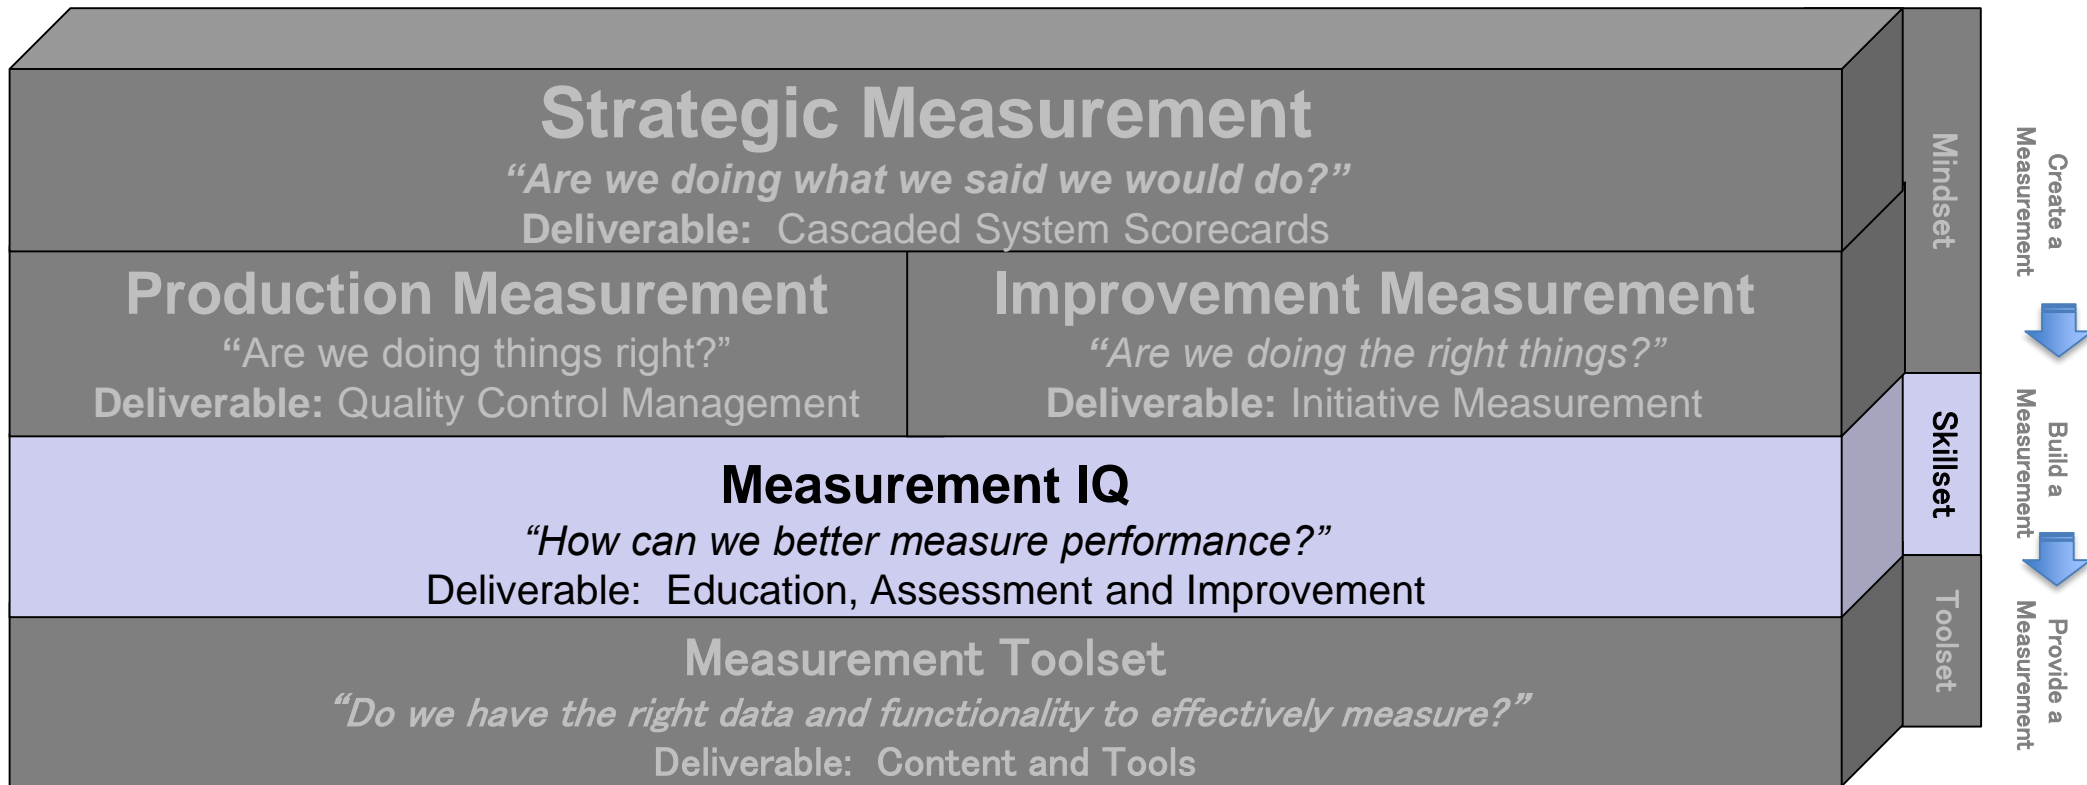 Strategic Measurement
“Are we doing what we said we would do?”
Deliverable: Cascaded System Scorecards
Production Measurement
“Are we doing things right?”
Deliverable: Quality Control Management
Improvement Measurement
“Are we doing the right things?”
Deliverable: Initiative Measurement
Measurement IQ
“How can we better measure performance?”
Deliverable: Education, Assessment and Improvement
Measurement Toolset
“Do we have the right data and functionality to effectively measure?”
Deliverable: Content and Tools
Mindset
Skillset
Toolset
Create a
Measurement
Build a
Measurement
Provide a
Measurement